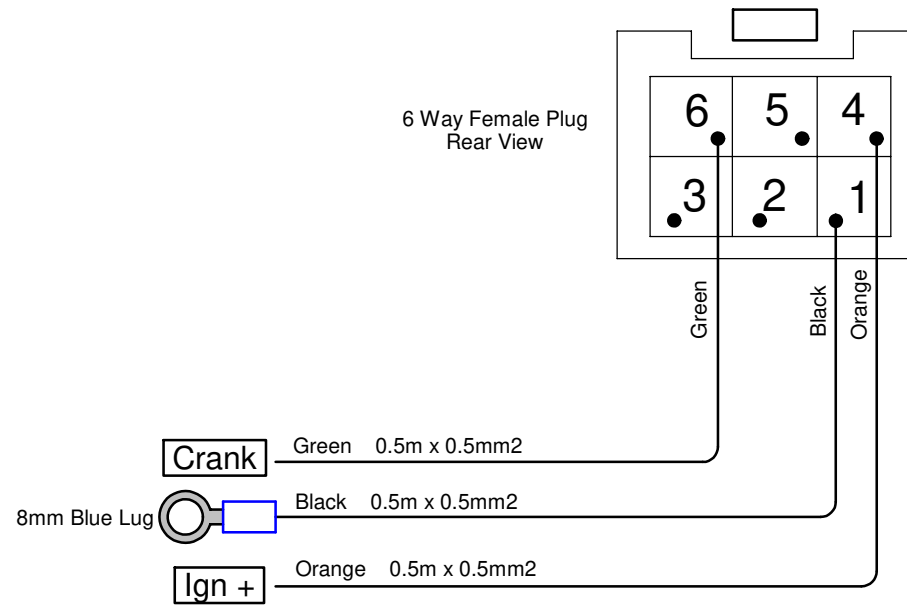 6 Way Female Plug
Rear View
6 5 4
3 2 1
Green
Black
Orange
Crank
Green 0.5m x 0.5mm2
8mm Blue Lug
Black 0.5m x 0.5mm2
Ign +
Orange 0.5m x 0.5mm2